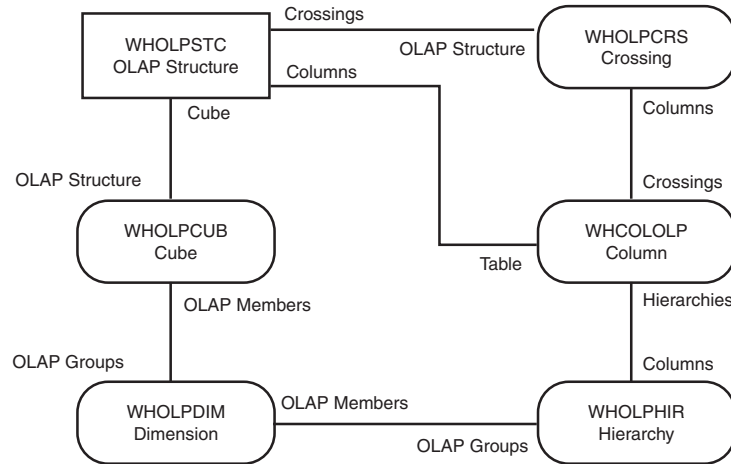 Crossings
WHOLPSTC
OLAP Structure
OLAP Structure
WHOLPCRS
Crossing
Columns
Cube
Columns
OLAP Structure
Crossings
WHOLPCUB
Cube
Table
WHCOLOLP
Column
OLAP Members
Hierarchies
OLAP Groups
Columns
WHOLPDIM
Dimension
OLAP Members
OLAP Groups
WHOLPHIR
Hierarchy